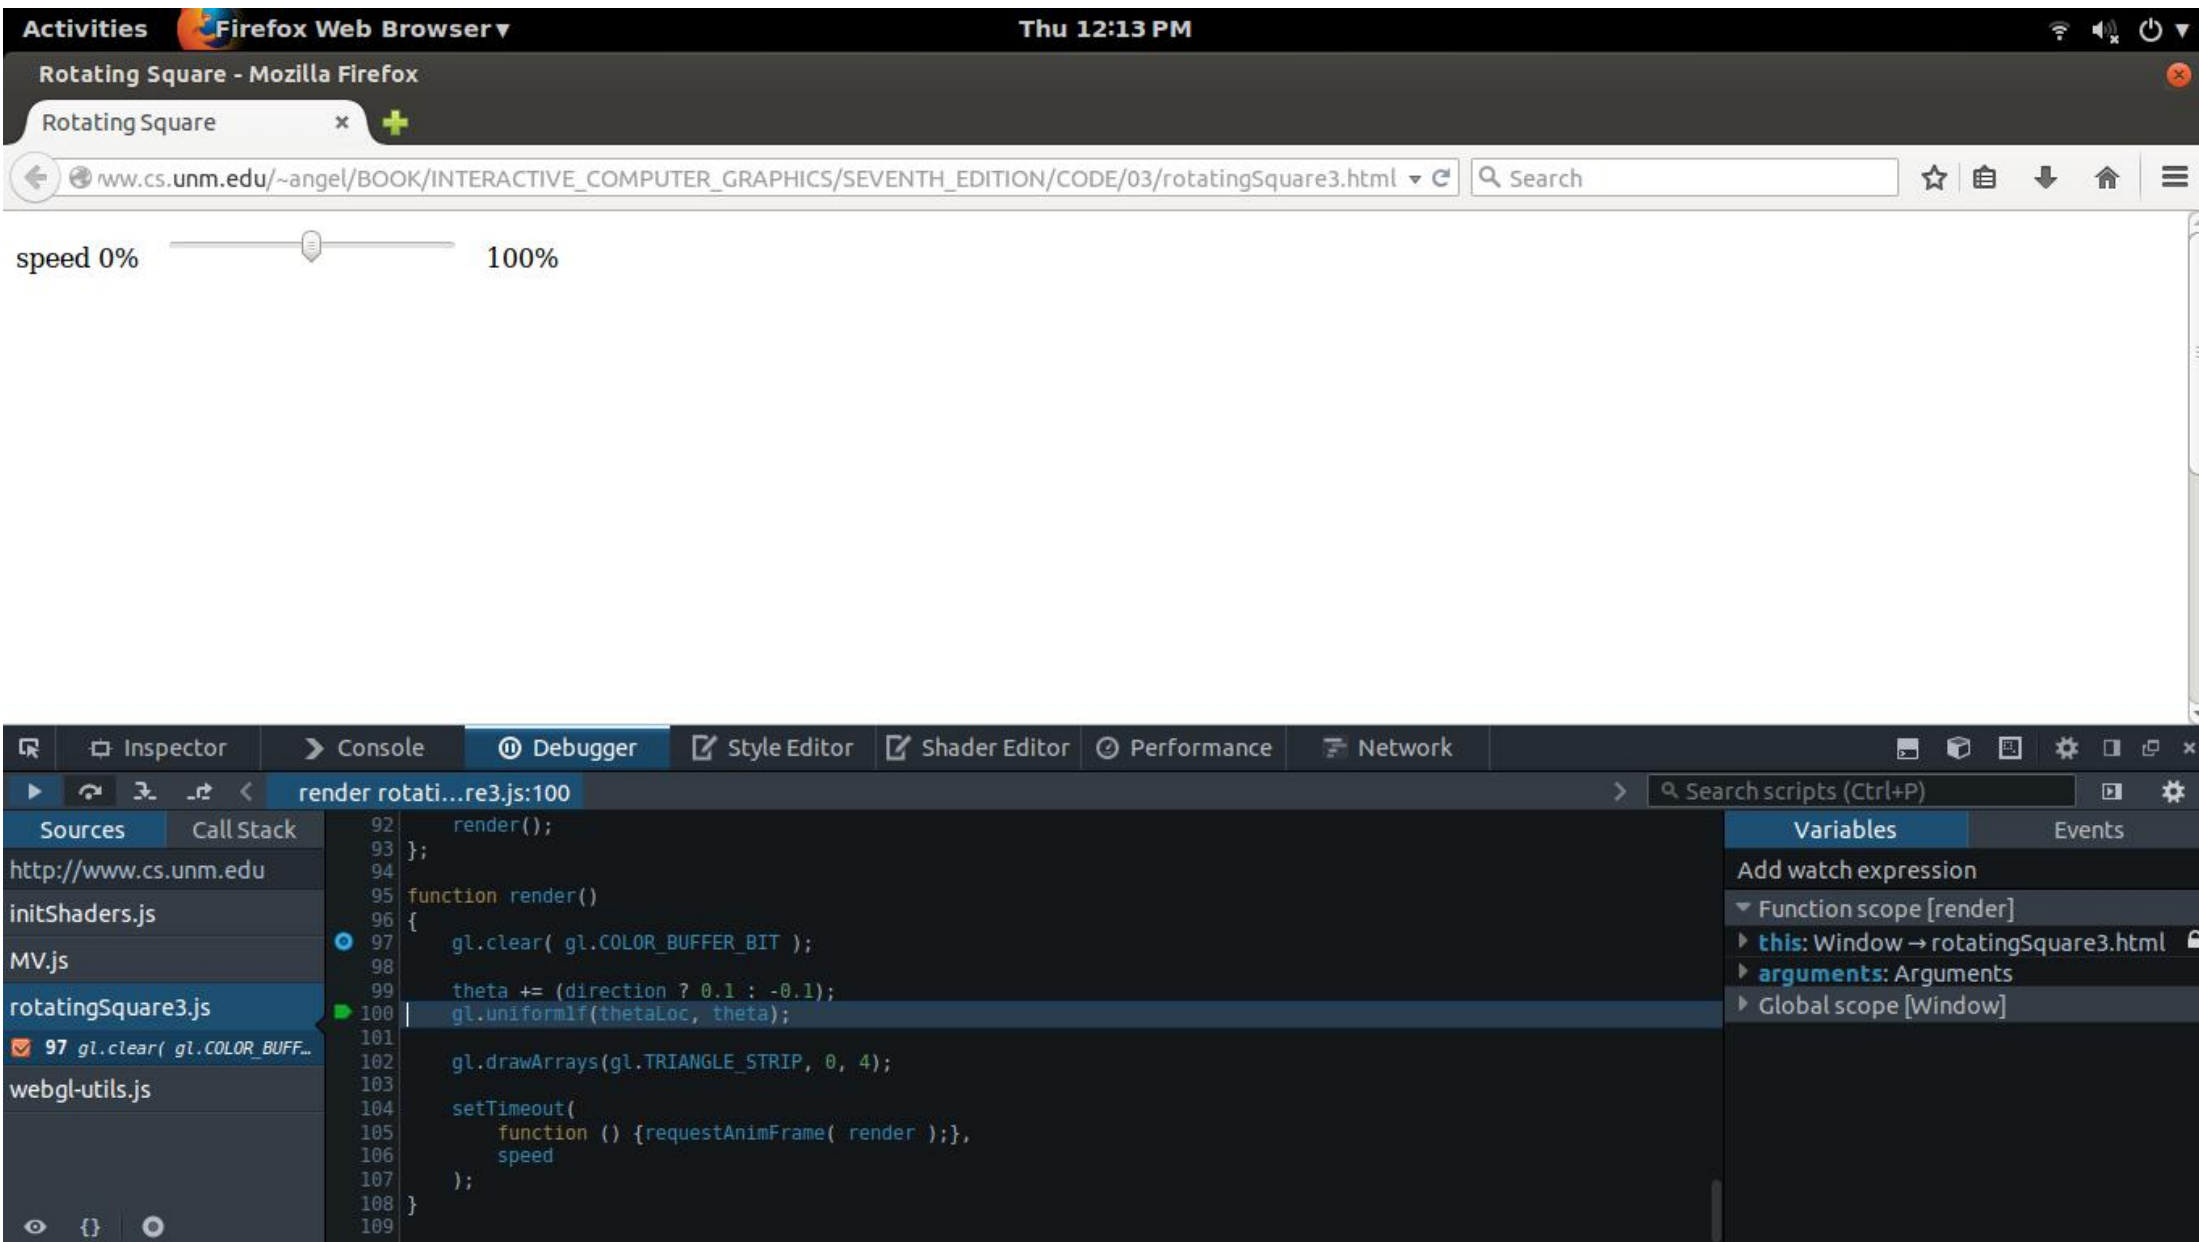 Activities Firefox Web Browser ▾ Thu 12:13 PM
Rotating Square - Mozilla Firefox
Rotating Square
.cs.unm.edu/~angel/BOOK/INTERACTIVE_COMPUTER_GRAPHICS/SEVENTH_EDITION/CODE/03/rotatingSquare3.html Search
speed 0% 100%
Inspector Console Debugger Style Editor Shader Editor Performance Network
render rotati...re3.js:100 Search scripts (Ctrl+P)
Sources Call Stack Variables Events
http://www.cs.unm.edu
initShaders.js
MV.js
rotatingSquare3.js
97 gl.clear( gl.COLOR_BUFF…
webgl-utils.js
{}
92 render();
93 };
94
95 function render()
96 {
97 gl.clear( gl.COLOR_BUFFER_BIT );
98
99 theta += (direction ? 0.1 : -0.1);
100 gl.uniform1f(thetaLoc, theta);
101
102 gl.drawArrays(gl.TRIANGLE_STRIP, 0, 4);
103
104 setTimeout(
105 function () {requestAnimFrame( render );},
106 speed
107 );
108 }
109
Add watch expression
Function scope [render]
this: Window → rotatingSquare3.html
arguments: Arguments
Global scope [Window]